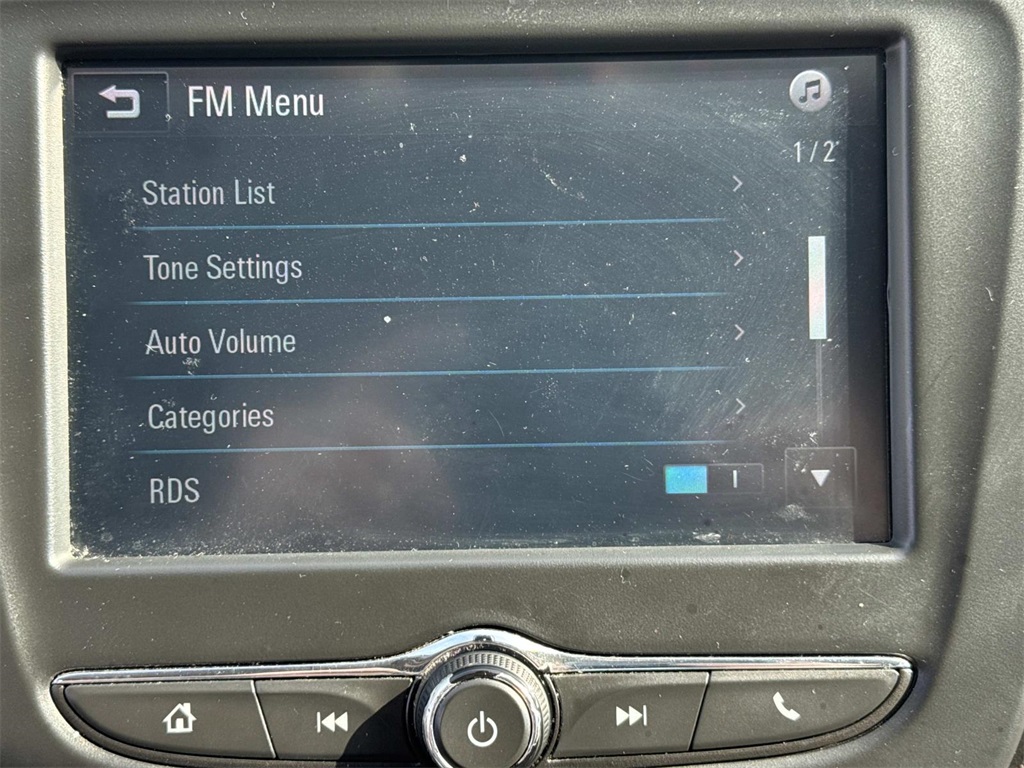 FM Menu
1/2
Station List
Tone Settings
Auto Volume
Categories
RDS